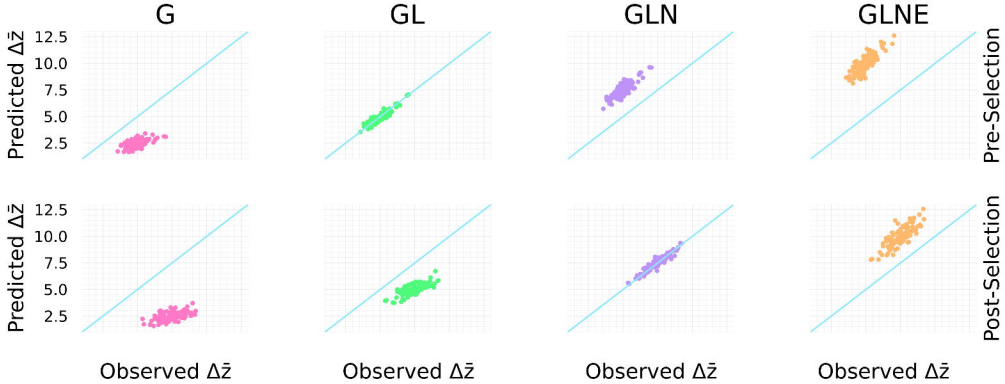 G GL GLN GLNE
Predicted Δz̄
12.5
10.0
7.5
5.0
2.5
Pre-Selection
Predicted Δz̄
12.5
10.0
7.5
5.0
2.5
Post-Selection
Observed Δz̄ Observed Δz̄ Observed Δz̄ Observed Δz̄